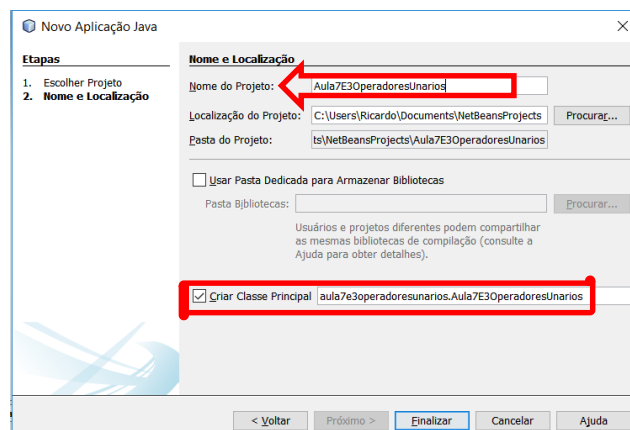 Novo Aplicação Java
Etapas
1. Escolher Projeto
2. Nome e Localização
Nome e Localização
Nome do Projeto: Aula7E3OperadoresUnarios
Localização do Projeto: C:\Users\Ricardo\Documents\NetBeansProjects Procurar...
Pasta do Projeto: ts\NetBeansProjects\Aula7E3OperadoresUnarios
Usar Pasta Dedicada para Armazenar Bibliotecas
Pasta Bibliotecas: Procurar...
Usuários e projetos diferentes podem compartilhar
as mesmas bibliotecas de compilação (consulte a
Ajuda para obter detalhes).
Criar Classe Principal aula7e3operadoresunarios.Aula7E3OperadoresUnarios
< Voltar Próximo > Finalizar Cancelar Ajuda